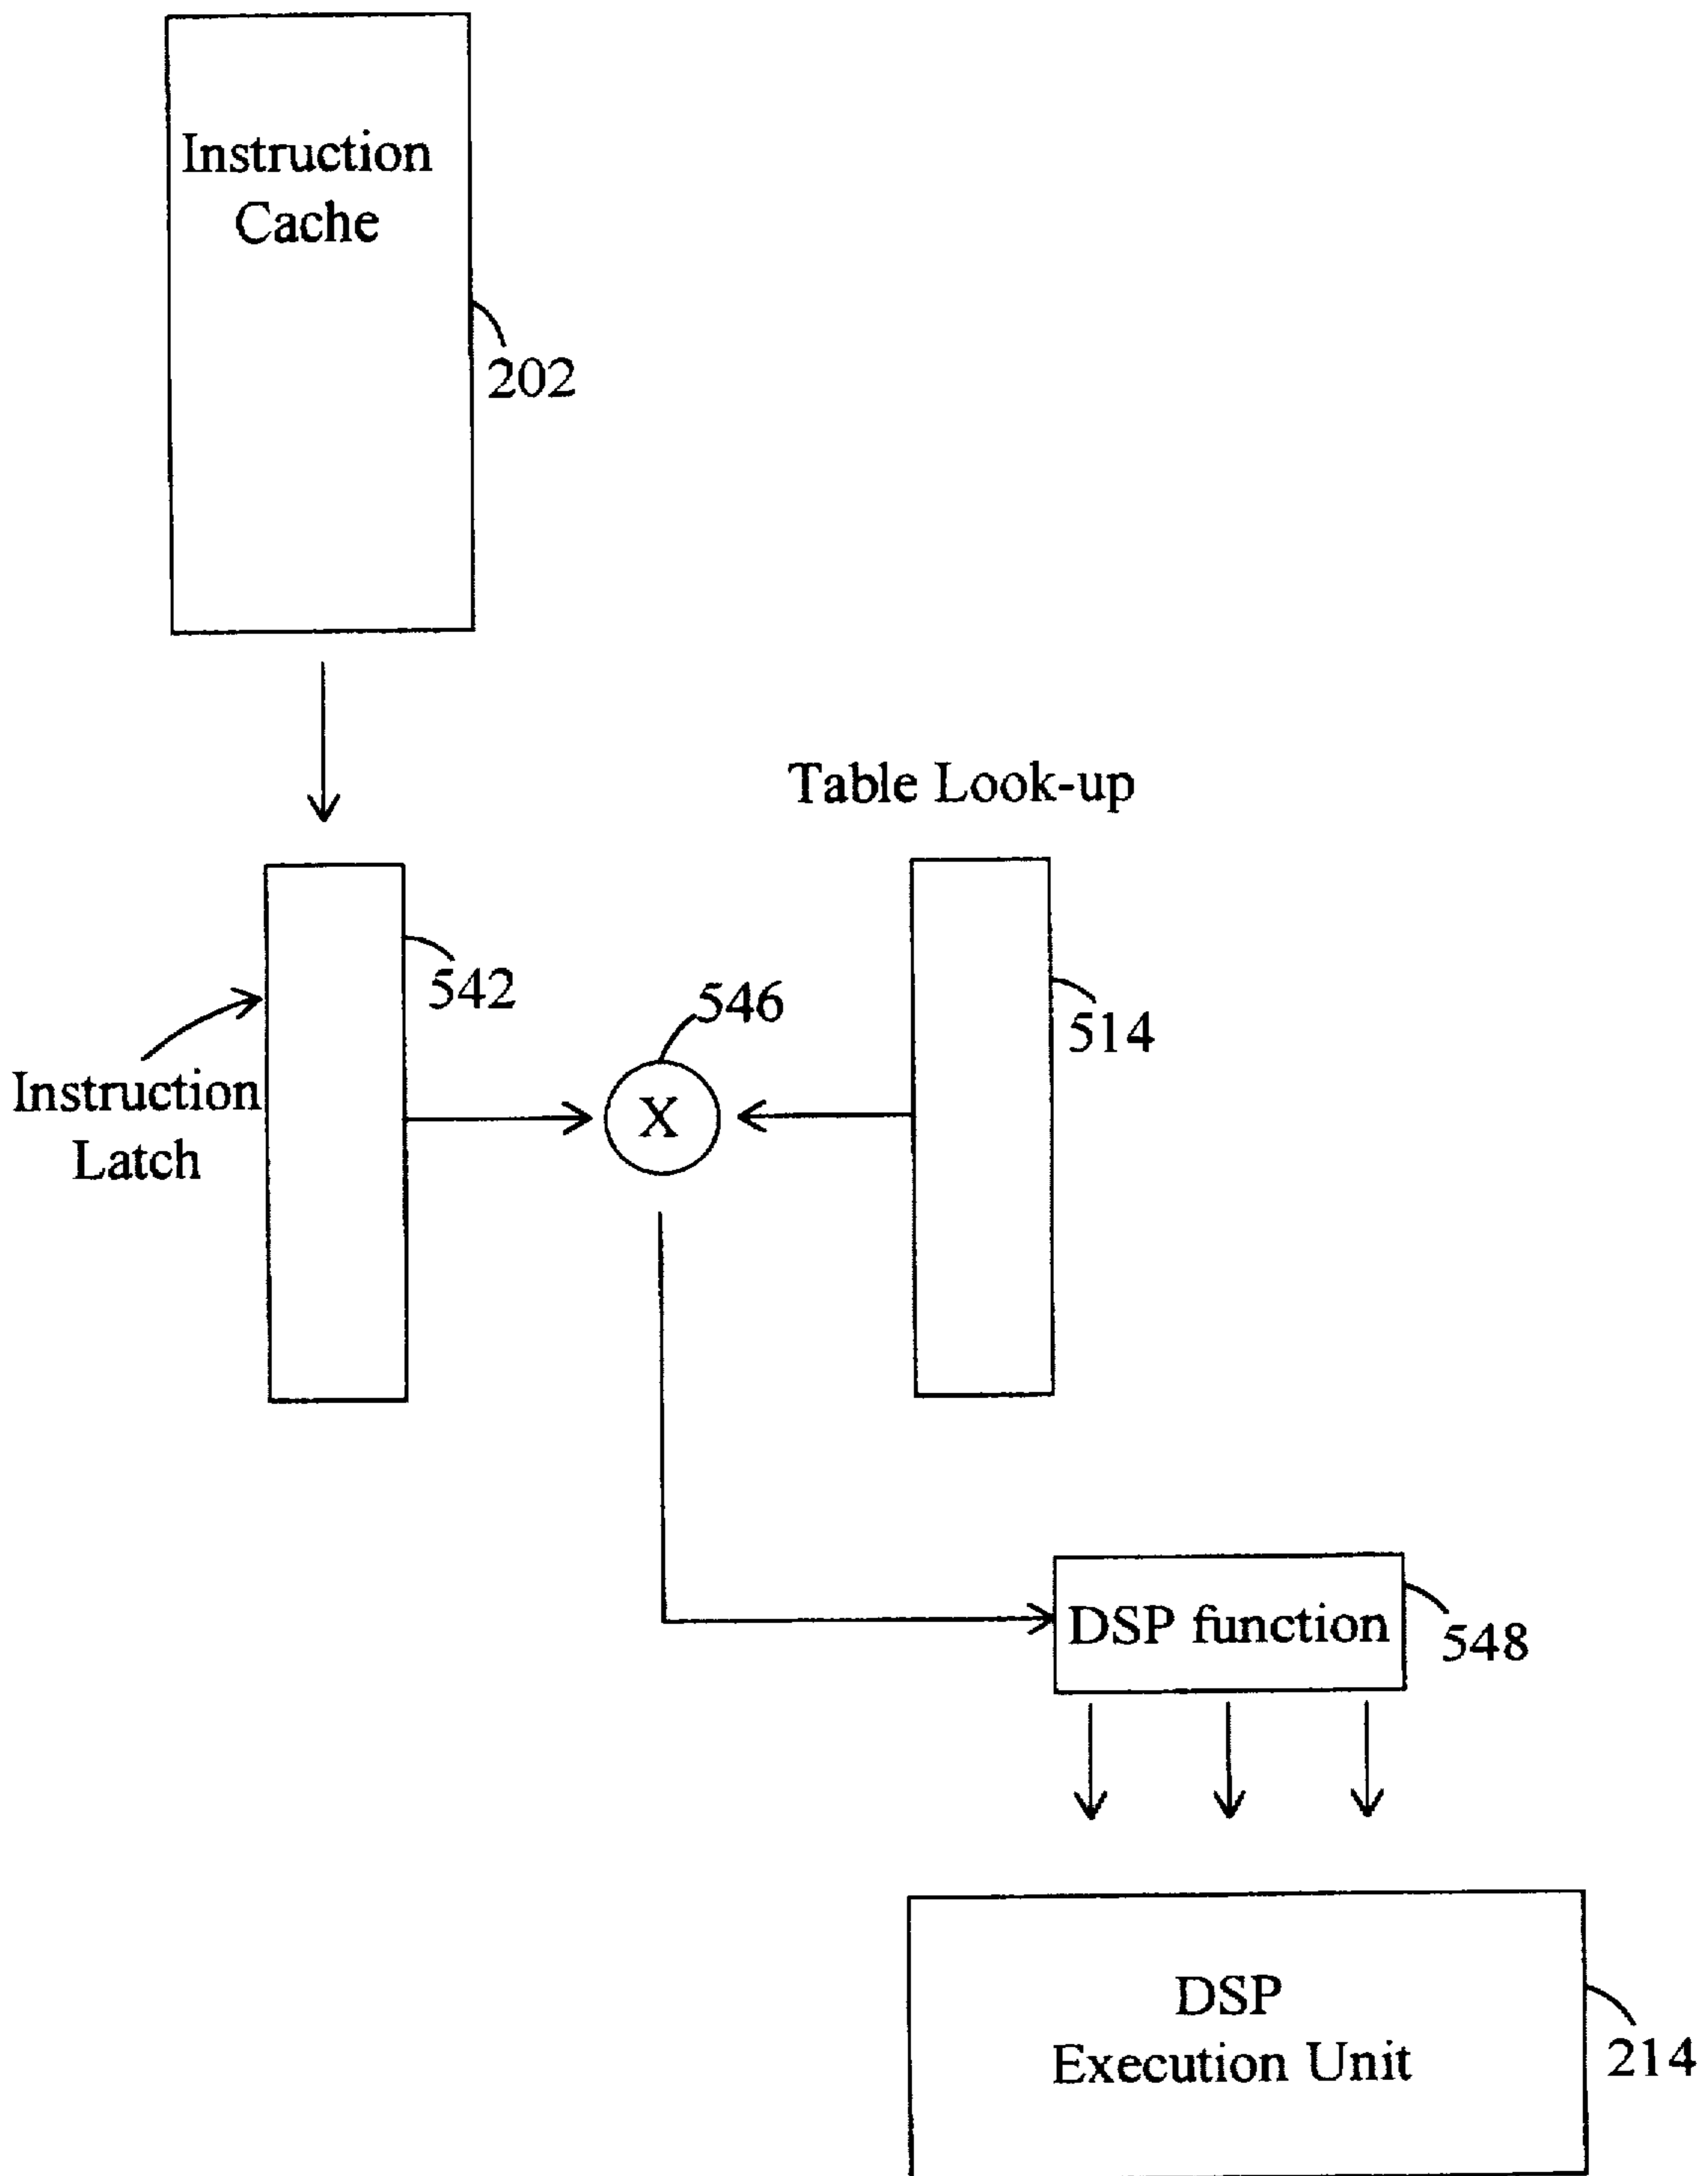 Instruction
Cache
202
Table Look-up
542
546
514
Instruction
Latch
X
DSP function
548
DSP
Execution Unit
214